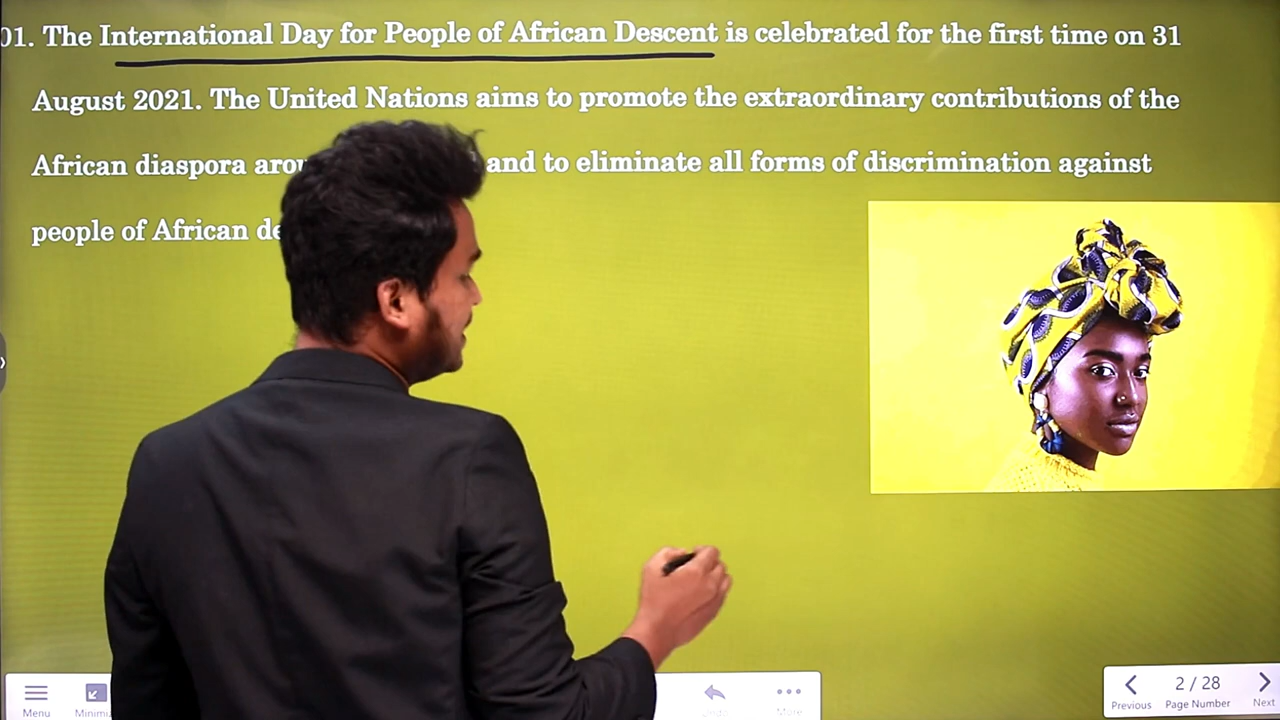 01. The International Day for People of African Descent is celebrated for the first time on 31
August 2021. The United Nations aims to promote the extraordinary contributions of the
African diaspora and to eliminate all forms of discrimination against
people of African
Menu
Undo
More
Previous
2 / 28
Page Number
Next